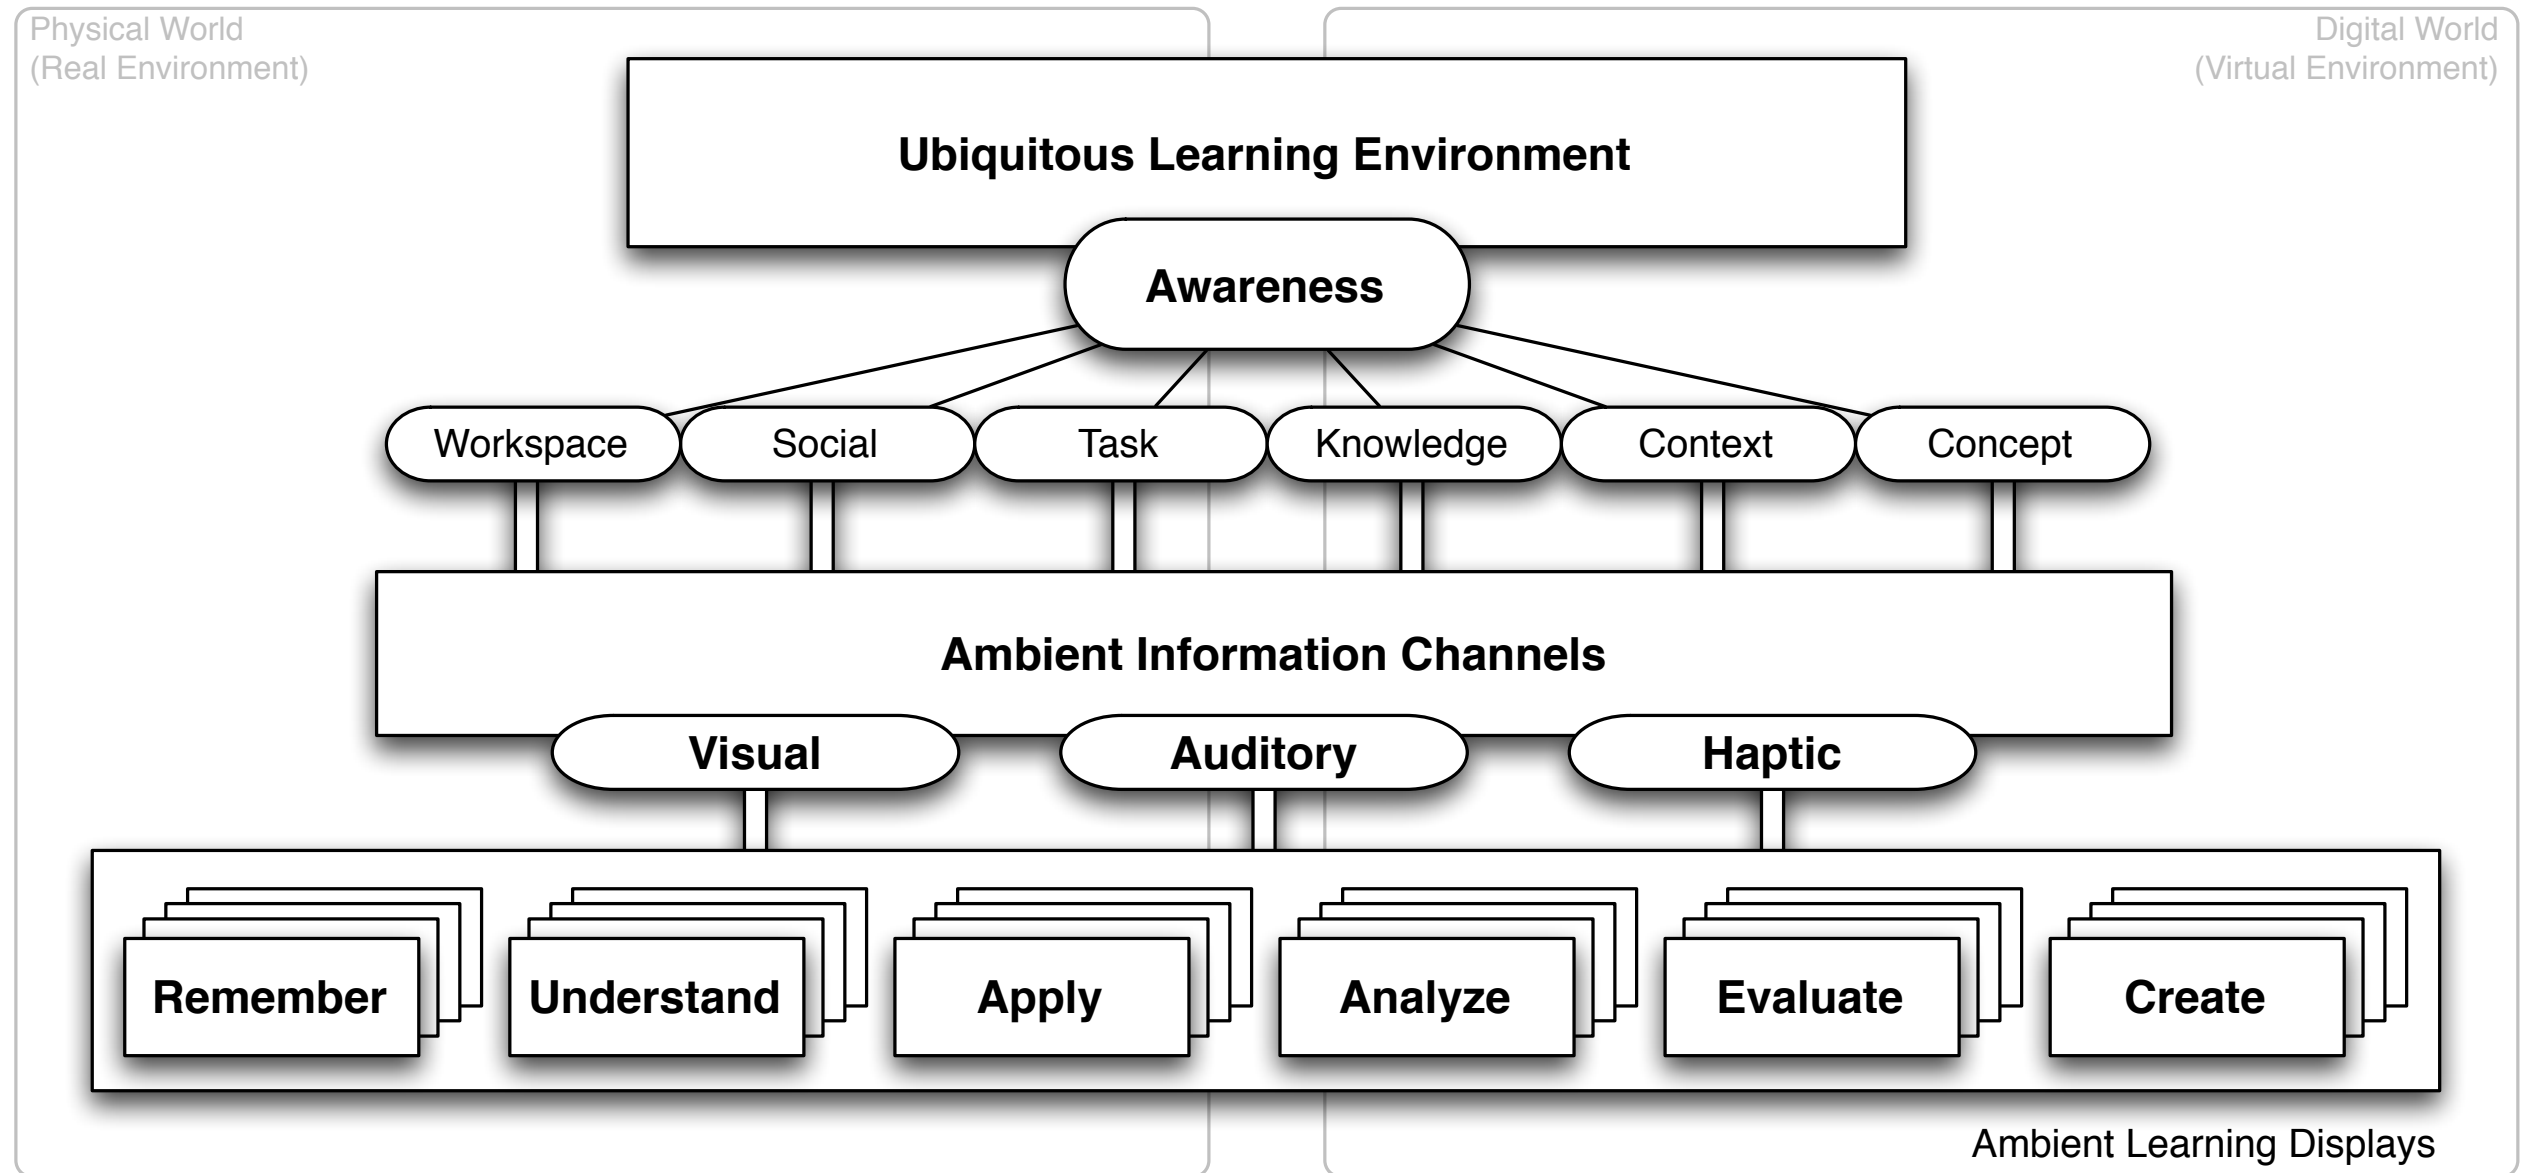 Physical World
(Real Environment)
Digital World
(Virtual Environment)
Ubiquitous Learning Environment
Awareness
Workspace
Social
Task
Knowledge
Context
Concept
Ambient Information Channels
Visual
Auditory
Haptic
Remember
Understand
Apply
Analyze
Evaluate
Create
Ambient Learning Displays